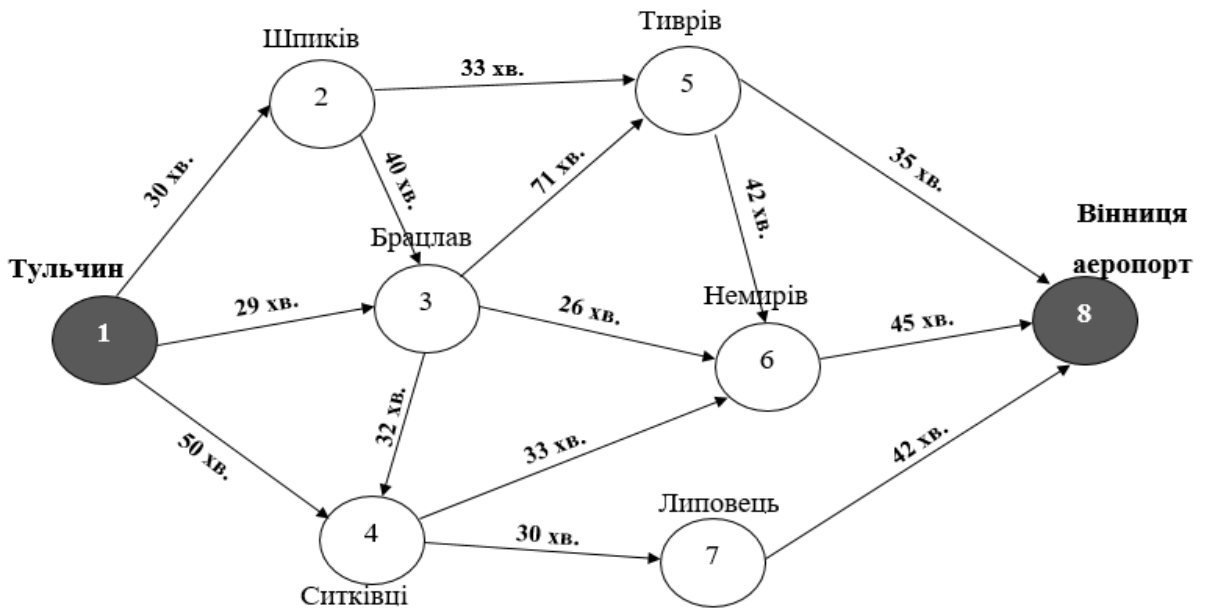 Тиврів
Шпиків
33 хв.
5
2
30 хв.
40 хв.
71 хв.
42 хв.
35 хв.
Вінниця
аеропорт
Брацлав
Тульчин
Немирів
3
29 хв.
26 хв.
45 хв.
8
1
6
32 хв.
50 хв.
33 хв.
42 хв.
Липовець
4
30 хв.
7
Ситківці